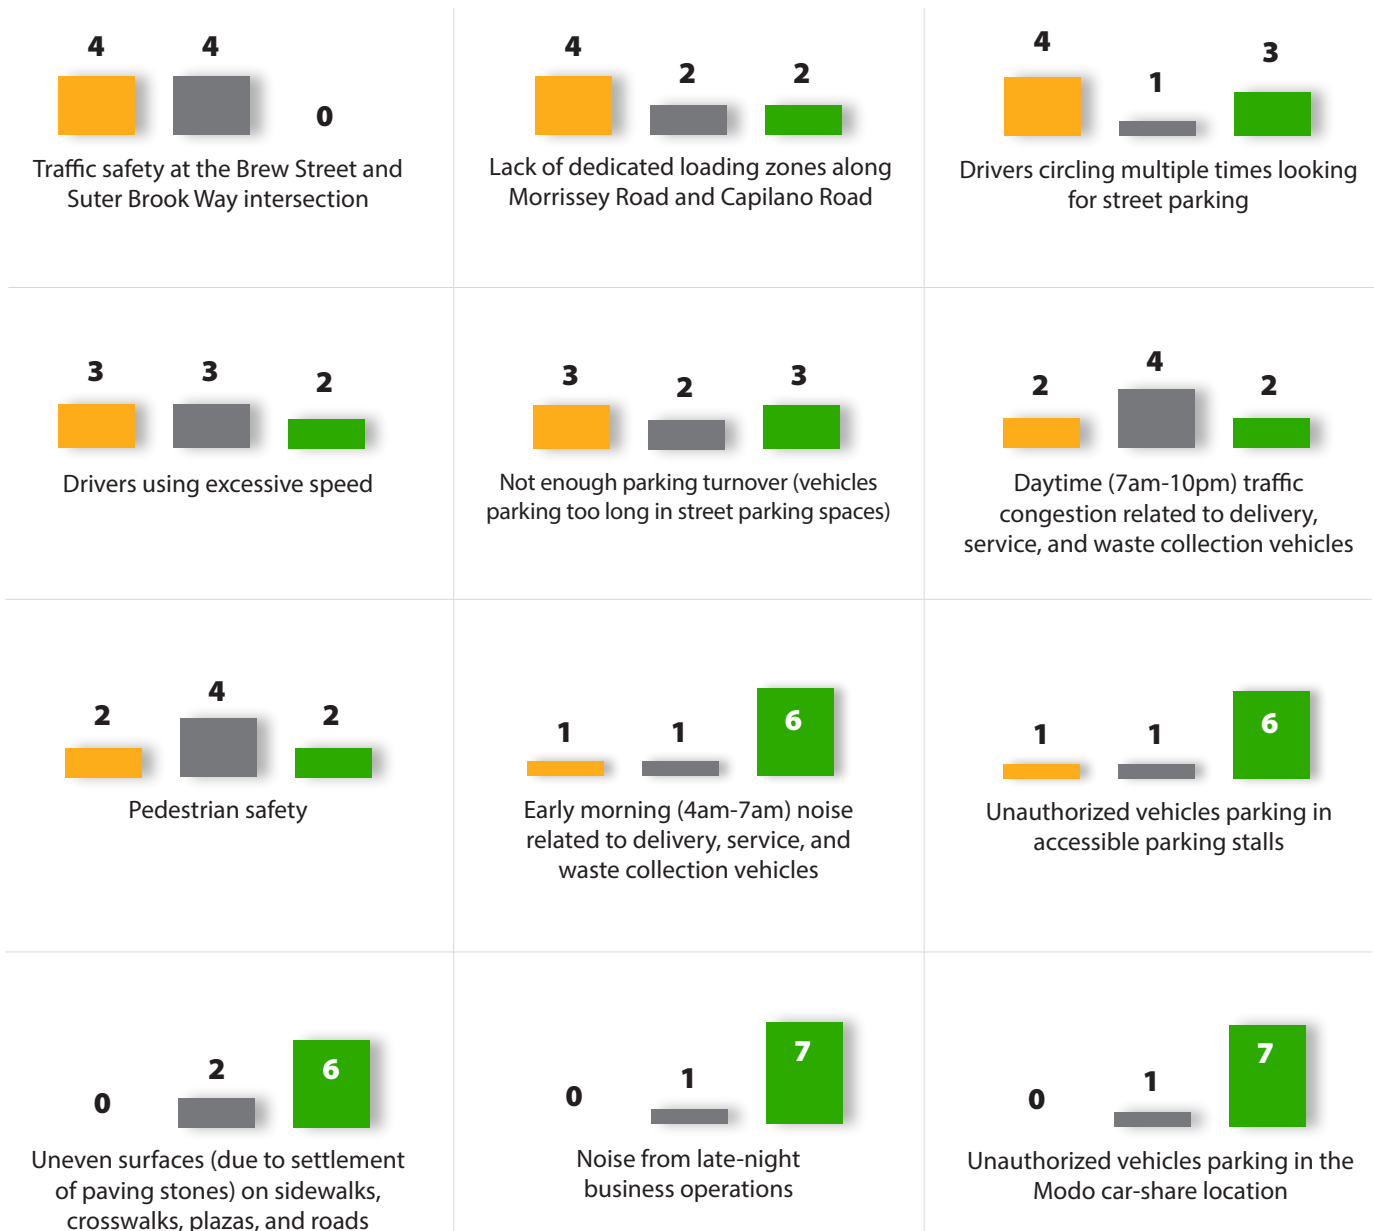 4 4 0
Traffic safety at the Brew Street and
Suter Brook Way intersection
4 2 2
Lack of dedicated loading zones along
Morrissey Road and Capilano Road
4 1 3
Drivers circling multiple times looking
for street parking
3 3 2
Drivers using excessive speed
3 2 3
Not enough parking turnover (vehicles
parking too long in street parking spaces)
2 4 2
Daytime (7am-10pm) traffic
congestion related to delivery,
service, and waste collection vehicles
2 4 2
Pedestrian safety
1 1 6
Early morning (4am-7am) noise
related to delivery, service, and
waste collection vehicles
1 1 6
Unauthorized vehicles parking in
accessible parking stalls
0 2 6
Uneven surfaces (due to settlement
of paving stones) on sidewalks,
crosswalks, plazas, and roads
0 1 7
Noise from late-night
business operations
0 1 7
Unauthorized vehicles parking in the
Modo car-share location